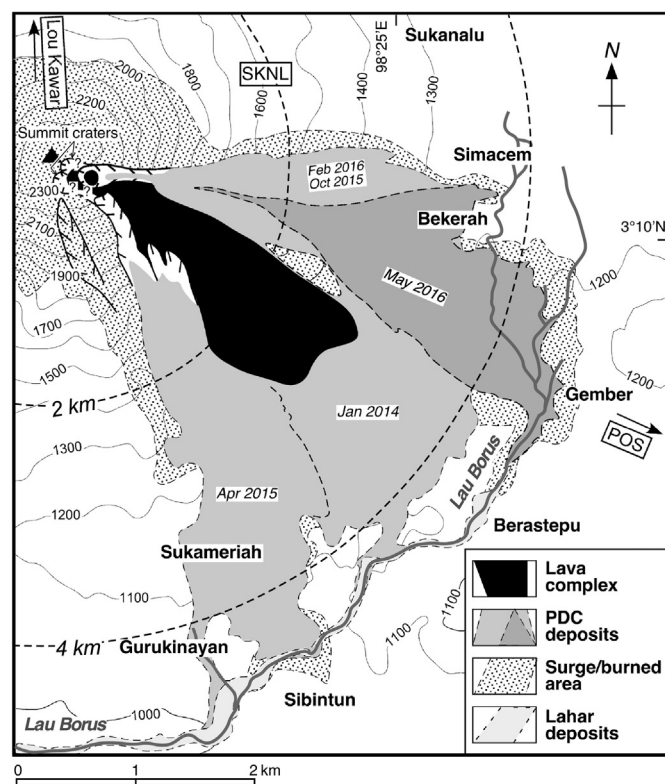 Lou Kawar
Sukanalu
98°25'E
N
2000
1800
SKNL
1600
1400
1300
2200
Summit craters
Simacem
Feb 2016
Oct 2015
2300
2100
Bekerah
3°10'N
1900
1200
May 2016
1700
1500
1200
Gember
2 km
POS
Jan 2014
1300
Lau Borus
Apr 2015
1200
Berastepu
Sukameriah
Lava
complex
1100
1100
1100
PDC
deposits
4 km
Gurukinayan
Surge/burned
area
Sibintun
1000
Lau Borus
Lahar
deposits
0
1
2 km